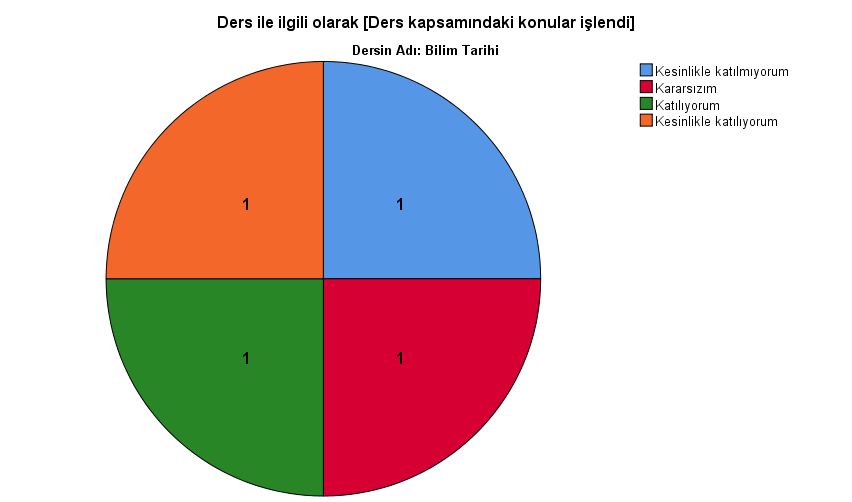 Ders ile ilgili olarak [Ders kapsamındaki konular işlendi]
Dersin Adı: Bilim Tarihi
Kesinlikle katılmıyorum
Kararsızım
Katılıyorum
Kesinlikle katılıyorum
1
1
1
1